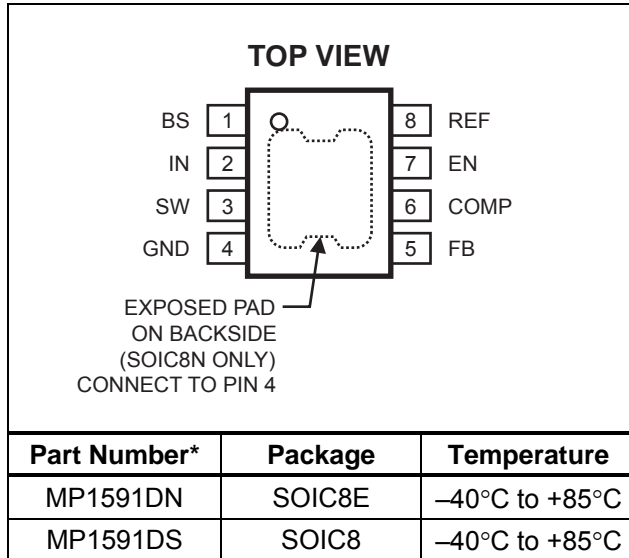 TOP VIEW
BS 1 8 REF
IN 2 7 EN
SW 3 6 COMP
GND 4 5 FB
EXPOSED PAD
ON BACKSIDE
(SOIC8N ONLY)
CONNECT TO PIN 4
Part Number* Package Temperature
MP1591DN SOIC8E –40°C to +85°C
MP1591DS SOIC8 –40°C to +85°C